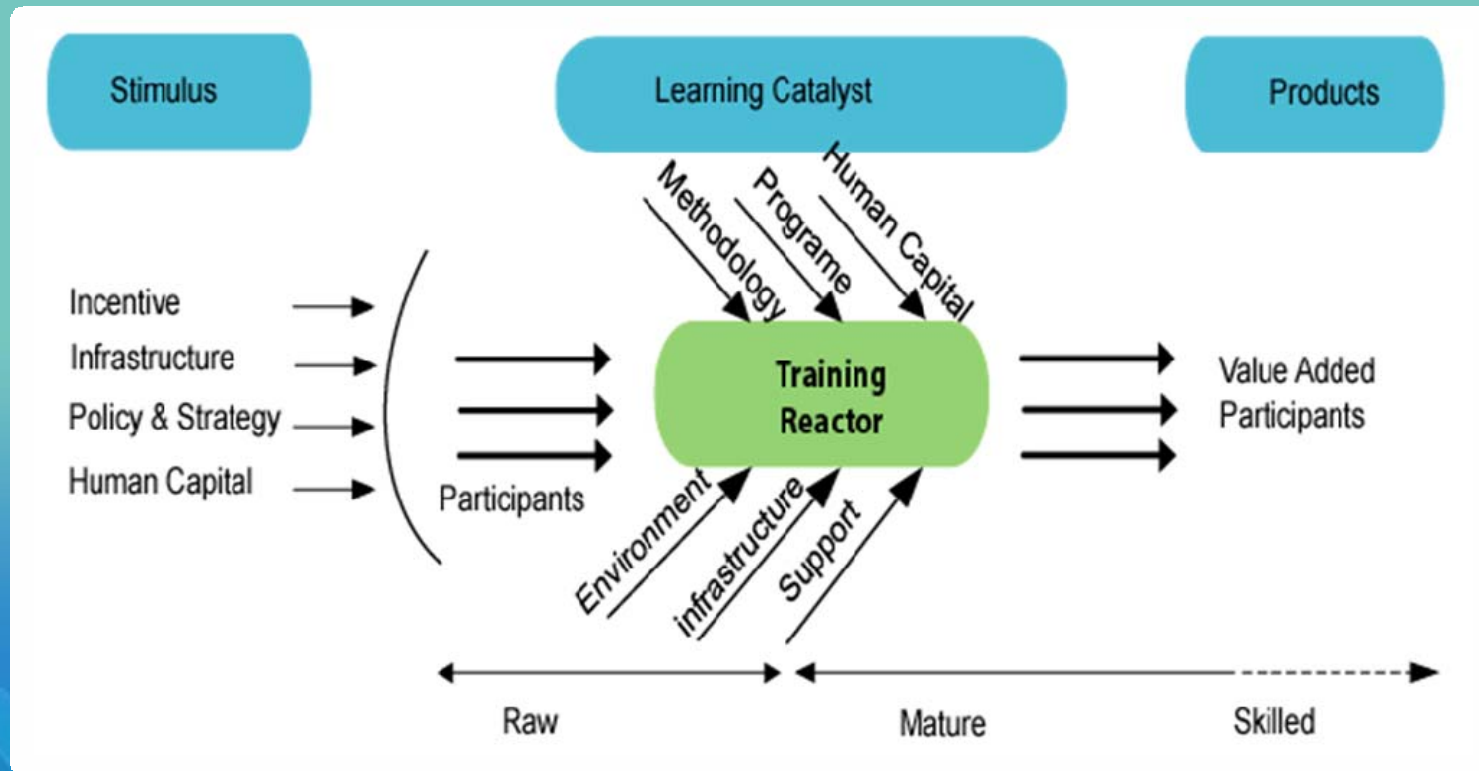 Stimulus
Learning Catalyst
Products
Methodology
Programe
Human Capital
Incentive
Infrastructure
Policy & Strategy
Human Capital
Participants
Training
Reactor
Value Added
Participants
Environment
infrastructure
Support
Raw
Mature
Skilled